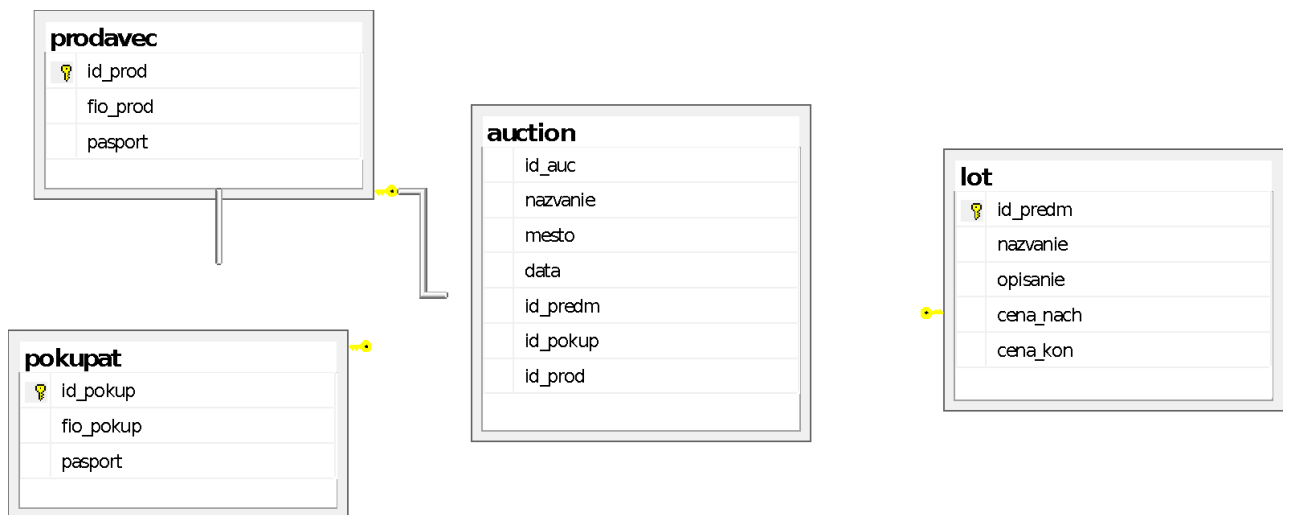 prodavec
id_prod
fio_prod
pasport
auction
id_auc
nazvanie
mesto
data
id_predm
id_pokup
id_prod
lot
id_predm
nazvanie
opisanie
cena_nach
cena_kon
pokupat
id_pokup
fio_pokup
pasport